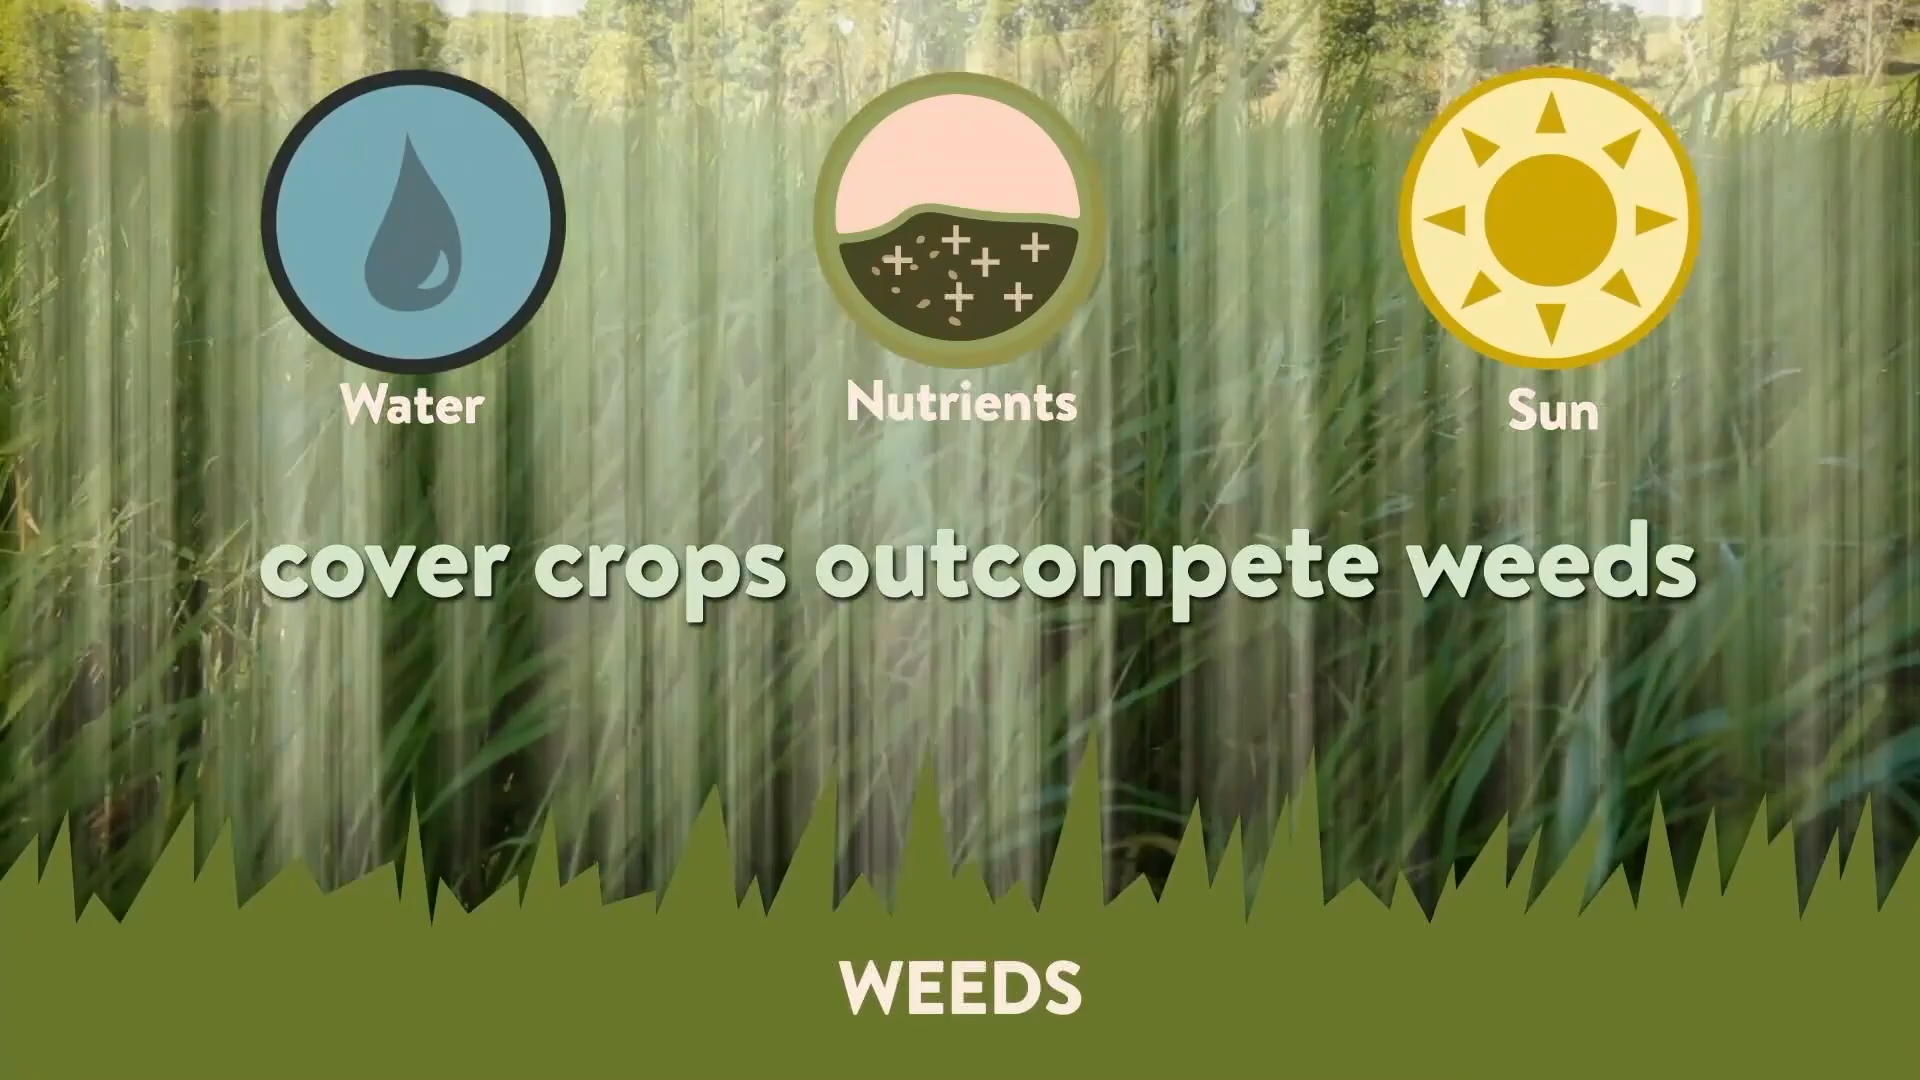 Water
Nutrients
Sun
cover crops outcompete weeds
WEEDS